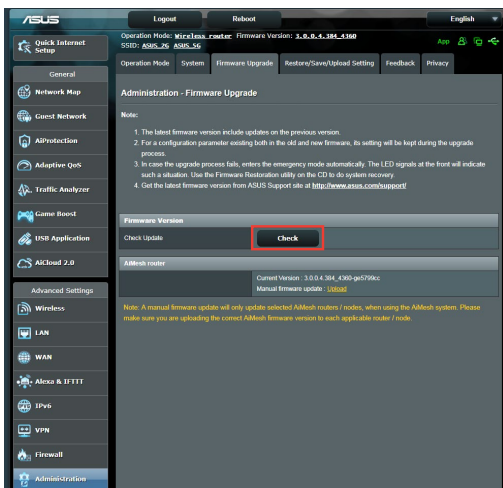 ASUS
Logout
Reboot
English
Quick Internet
Setup
Operation Mode: Wireless router Firmware Version: 3.0.0.4.384_4360
SSID: ASUS_2G ASUS_5G
App
Operation Mode System Firmware Upgrade Restore/Save/Upload Setting Feedback Privacy
General
Network Map
Guest Network
AiProtection
Adaptive QoS
Traffic Analyzer
Game Boost
USB Application
AiCloud 2.0
Advanced Settings
Wireless
LAN
WAN
Alexa & IFTTT
IPv6
VPN
Firewall
Administration
Administration - Firmware Upgrade
Note:
1. The latest firmware version include updates on the previous version.
2. For a configuration parameter existing both in the old and new firmware, its setting will be kept during the upgrade
process.
3. In case the upgrade process fails, enters the emergency mode automatically. The LED signals at the front will indicate
such a situation. Use the Firmware Restoration utility on the CD to do system recovery.
4. Get the latest firmware version from ASUS Support site at http://www.asus.com/support/
Firmware Version
Check Update
Check
AiMesh router
Current Version : 3.0.0.4.384_4360-ge5799cc
Manual firmware update : Upload
Note: A manual firmware update will only update selected AiMesh routers / nodes, when using the AiMesh system. Please
make sure you are uploading the correct AiMesh firmware version to each applicable router / node.